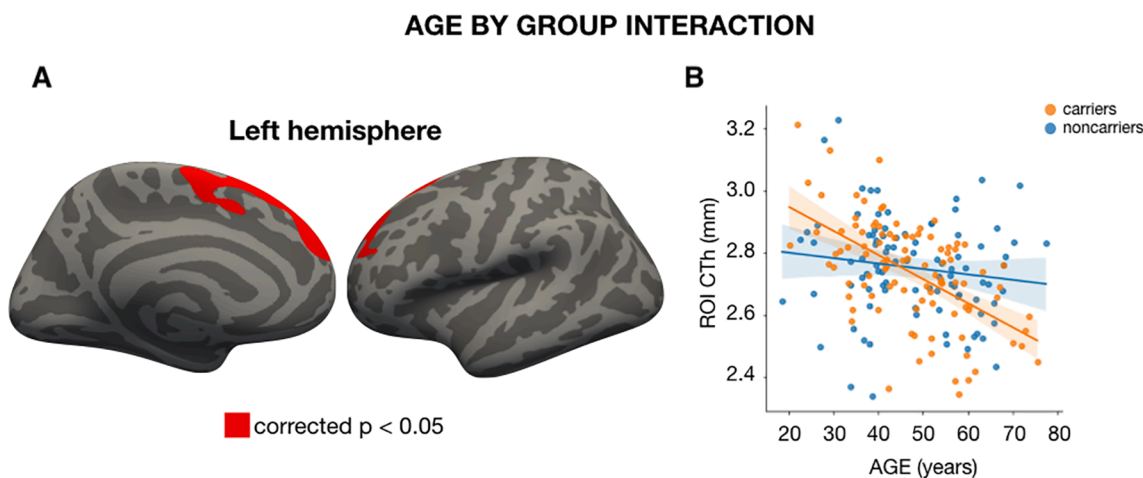 AGE BY GROUP INTERACTION
A
Left hemisphere
corrected p < 0.05
B
carriers
noncarriers
ROI CTh (mm)
3.2
3.0
2.8
2.6
2.4
20 30 40 50 60 70 80
AGE (years)